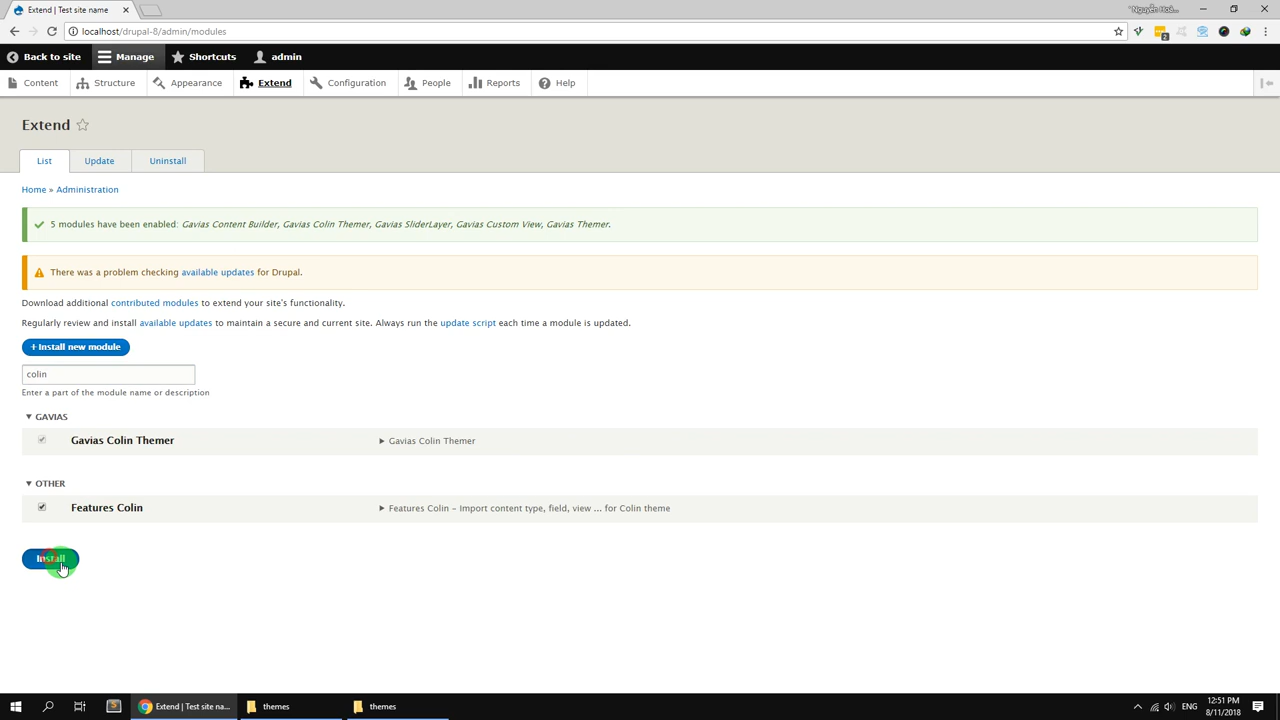 Extend | Test site name
localhost/drupal-8/admin/modules
2
Back to site Manage Shortcuts admin
Content Structure Appearance Extend Configuration People Reports Help
Extend
List Update Uninstall
Home » Administration
5 modules have been enabled: Gavias Content Builder, Gavias Colin Themer, Gavias SliderLayer, Gavias Custom View, Gavias Themer.
There was a problem checking available updates for Drupal.
Download additional contributed modules to extend your site's functionality.
Regularly review and install available updates to maintain a secure and current site. Always run the update script each time a module is updated.
+ Install new module
colin
Enter a part of the module name or description
GAVIAS
Gavias Colin Themer Gavias Colin Themer
OTHER
Features Colin Features Colin - Import content type, field, view ... for Colin theme
Install
Extend | Test site na... themes themes ENG 12:51 PM
8/11/2018